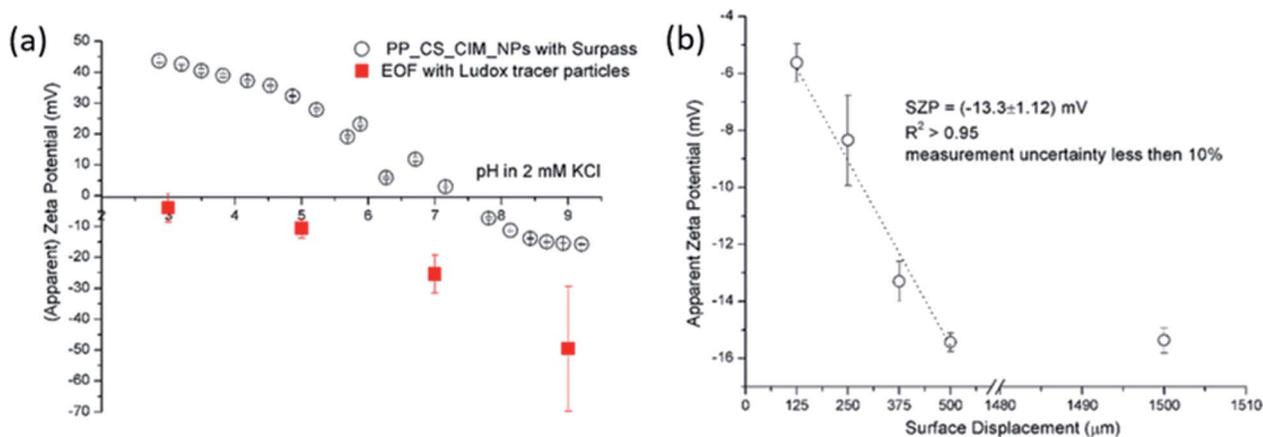 (a)
50
40
30
20
10
0
-10
-20
-30
-40
-50
-60
-70
(Apparent) Zeta Potential (mV)
PP_CS_CIM_NPs with Surpass
EOF with Ludox tracer particles
pH in 2 mM KCl
2 3 4 5 6 7 8 9
(b)
-4
-6
-8
-10
-12
-14
-16
Apparent Zeta Potential (mV)
SZP = (-13.3±1.12) mV
R² > 0.95
measurement uncertainty less then 10%
0 125 250 375 500 1480 1490 1500 1510
Surface Displacement (μm)